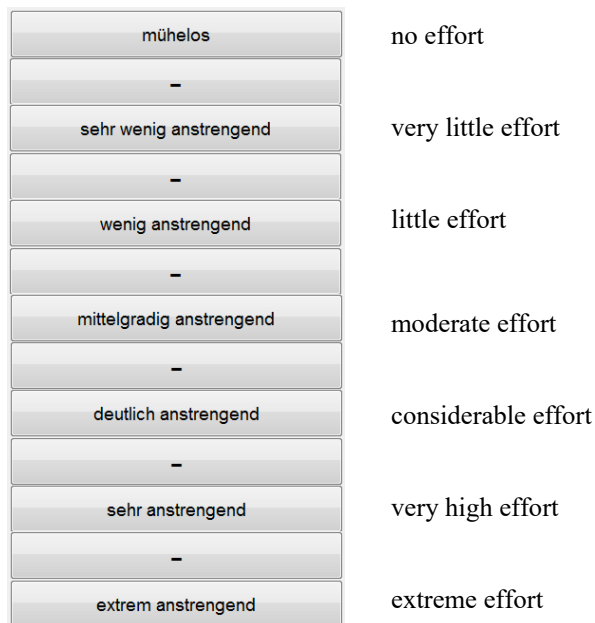 mühelos no effort
–
sehr wenig anstrengend very little effort
–
wenig anstrengend little effort
–
mittelgradig anstrengend moderate effort
–
deutlich anstrengend considerable effort
–
sehr anstrengend very high effort
–
extrem anstrengend extreme effort